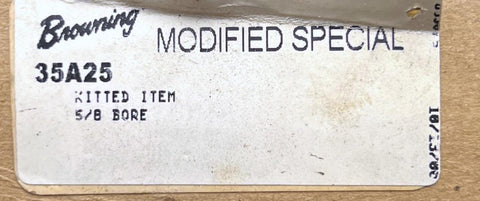 Browning
MODIFIED SPECIAL
35A25
KITTED ITEM
5/8 BORE